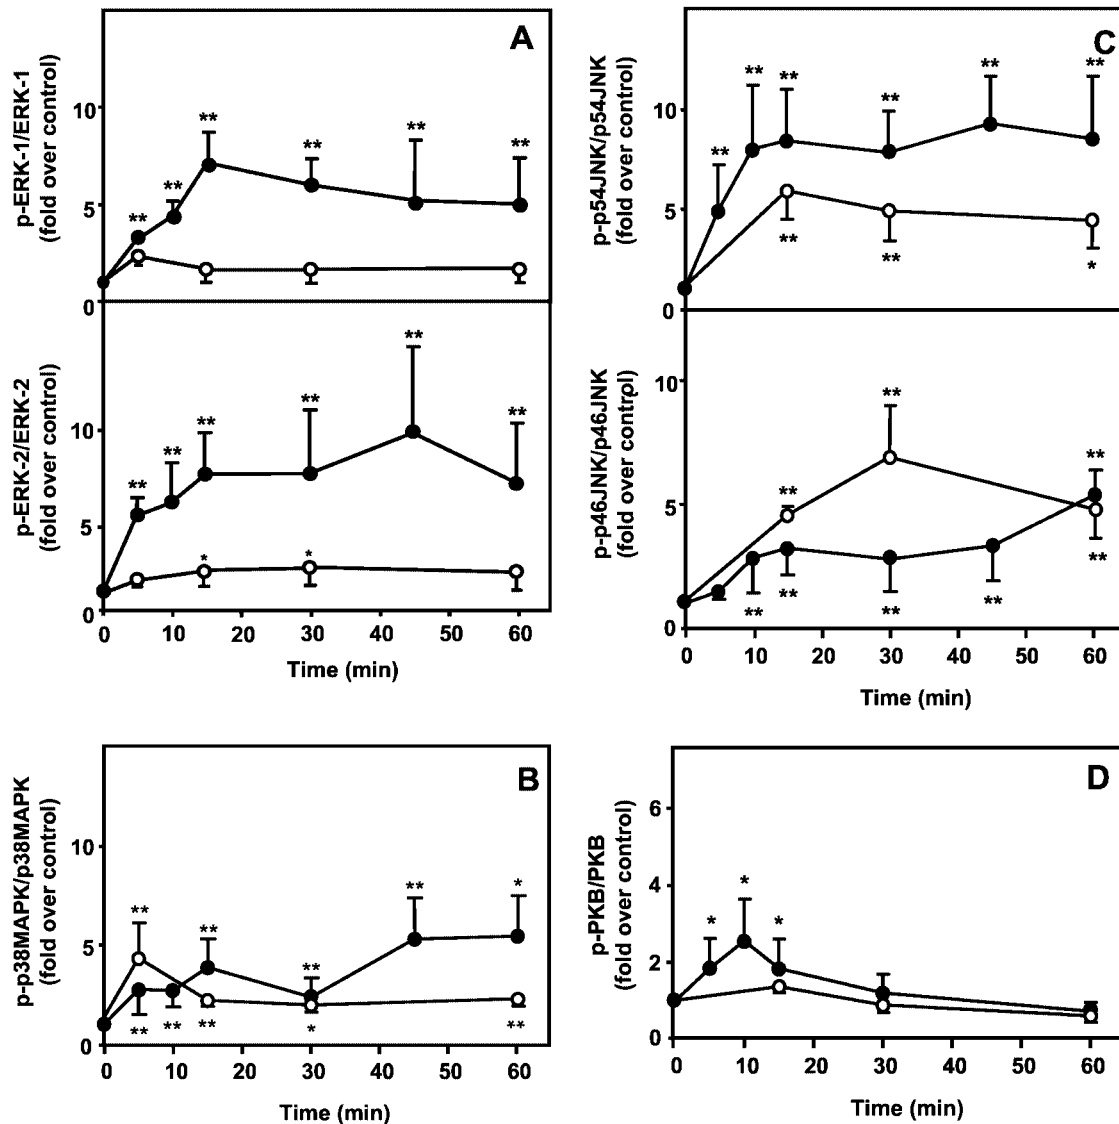 A
p-ERK-1/ERK-1
(fold over control)
10
5
0
** ** ** ** ** **
p-ERK-2/ERK-2
(fold over control)
10
5
0
** ** ** ** ** **
* *
0 10 20 30 40 50 60
Time (min)
C
p-p54JNK/p54JNK
(fold over control)
10
5
0
** ** ** ** ** **
** ** *
p-p46JNK/p46JNK
(fold over control)
10
5
0
** ** **
** ** ** ** **
0 10 20 30 40 50 60
Time (min)
B
p-p38MAPK/p38MAPK
(fold over control)
10
5
0
** ** ** ** *
** ** ** * **
0 10 20 30 40 50 60
Time (min)
D
p-PKB/PKB
(fold over control)
6
4
2
0
* * *
0 10 20 30 40 50 60
Time (min)